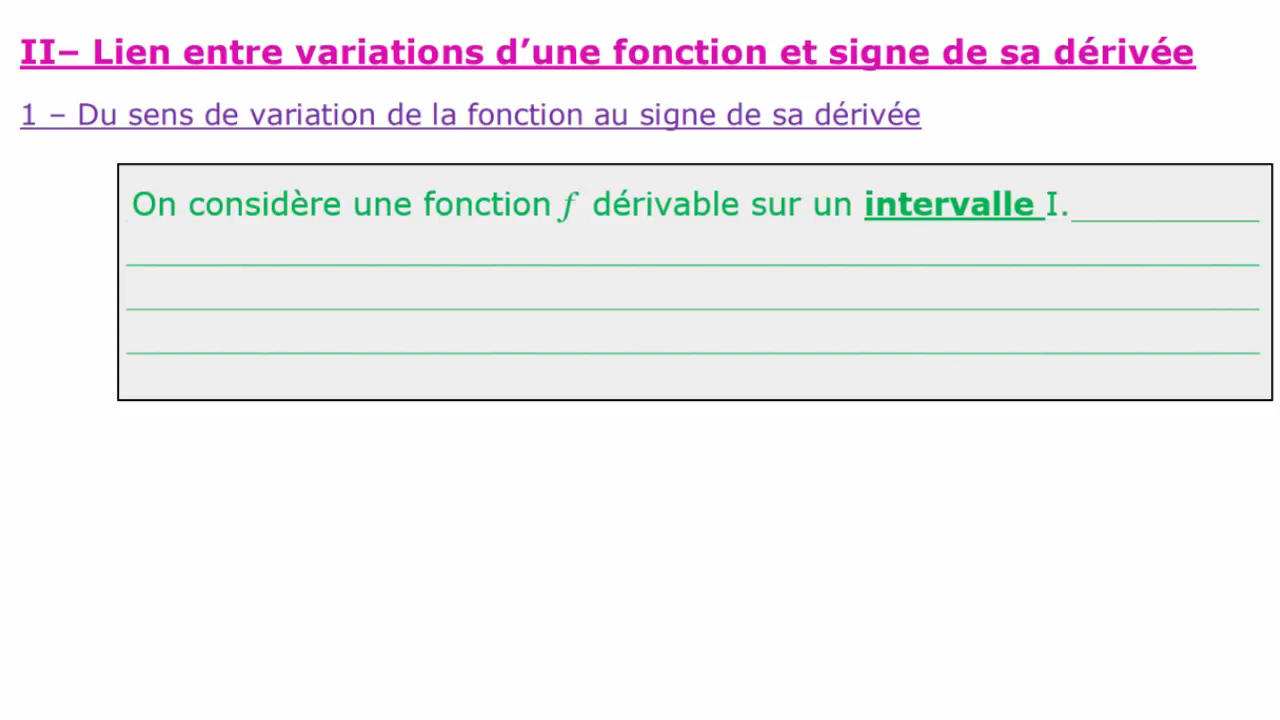 II– Lien entre variations d’une fonction et signe de sa dérivée
1 – Du sens de variation de la fonction au signe de sa dérivée
On considère une fonction f dérivable sur un intervalle I.